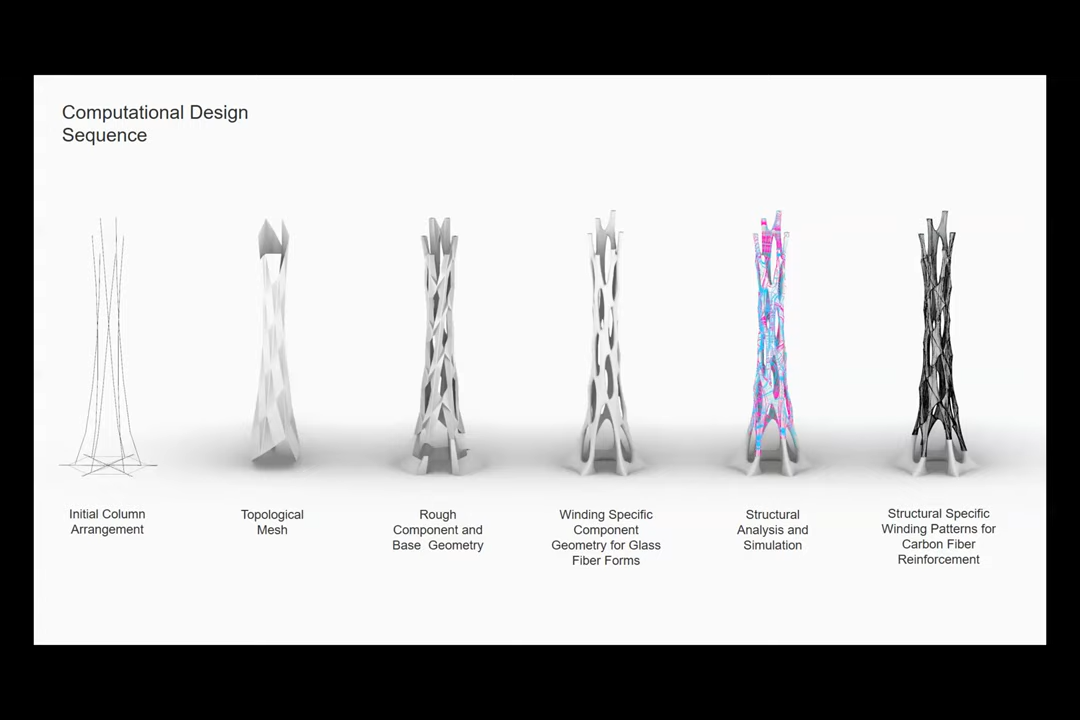 Computational Design
Sequence
Initial Column
Arrangement
Topological
Mesh
Rough
Component and
Base Geometry
Winding Specific
Component
Geometry for Glass
Fiber Forms
Structural
Analysis and
Simulation
Structural Specific
Winding Patterns for
Carbon Fiber
Reinforcement